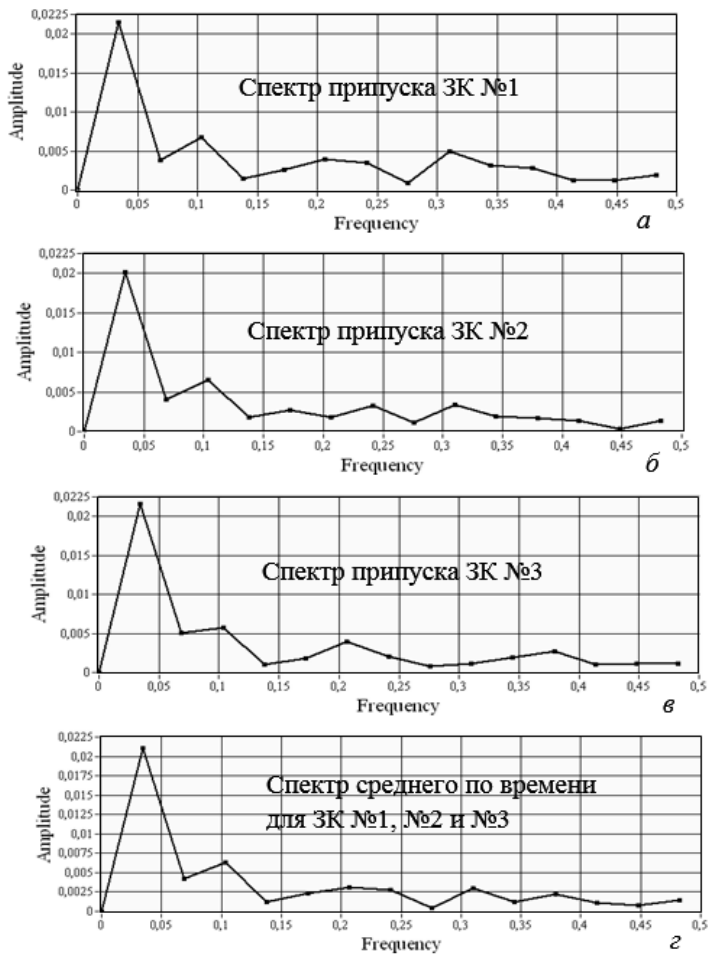 0,0225
0,02
0,015
0,01
0,005
0
Amplitude
Спектр припуска ЗК №1
0 0,05 0,1 0,15 0,2 0,25 0,3 0,35 0,4 0,45 0,5
Frequency
а
0,0225
0,02
0,015
0,01
0,005
0
Amplitude
Спектр припуска ЗК №2
0 0,05 0,1 0,15 0,2 0,25 0,3 0,35 0,4 0,45 0,5
Frequency
б
0,0225
0,02
0,015
0,01
0,005
0
Amplitude
Спектр припуска ЗК №3
0 0,05 0,1 0,15 0,2 0,25 0,3 0,35 0,4 0,45 0,5
Frequency
в
0,0225
0,02
0,0175
0,015
0,0125
0,01
0,0075
0,005
0,0025
0
Amplitude
Спектр среднего по времени
для ЗК №1, №2 и №3
0 0,05 0,1 0,15 0,2 0,25 0,3 0,35 0,4 0,45 0,5
Frequency
г